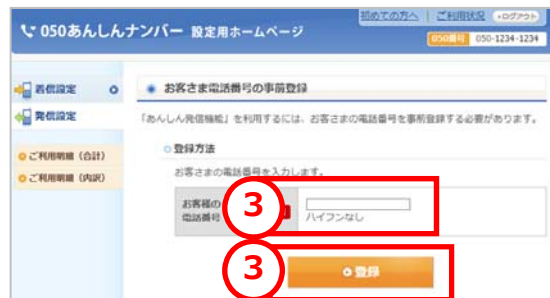 初めての方へ | ご利用状況 ログアウト
050あんしんナンバー 設定用ホームページ
050番号 050-1234-1234
着信設定
お客さま電話番号の事前登録
発信設定
「あんしん発信機能」を利用するには、お客さまの電話番号を事前登録する必要があります。
ご利用明細（合計）
登録方法
ご利用明細（内訳）
お客さまの電話番号を入力します。
お客様の
電話番号
3
ハイフンなし
3
登録